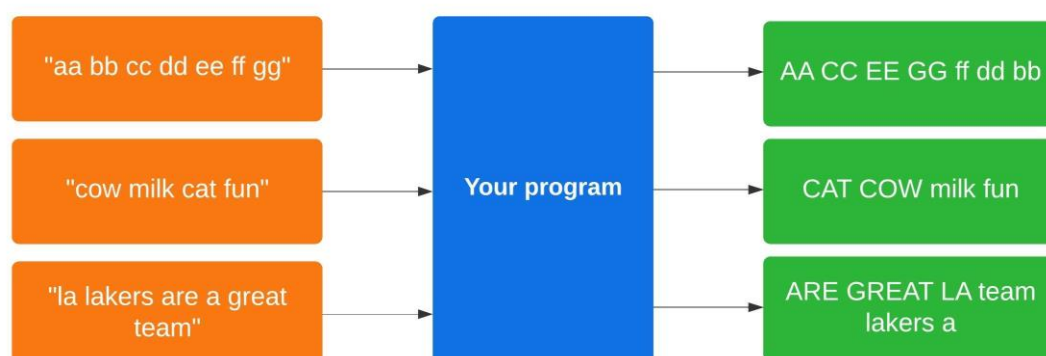 "aa bb cc dd ee ff gg"
AA CC EE GG ff dd bb
"cow milk cat fun"
Your program
CAT COW milk fun
"la lakers are a great
team"
ARE GREAT LA team
lakers a